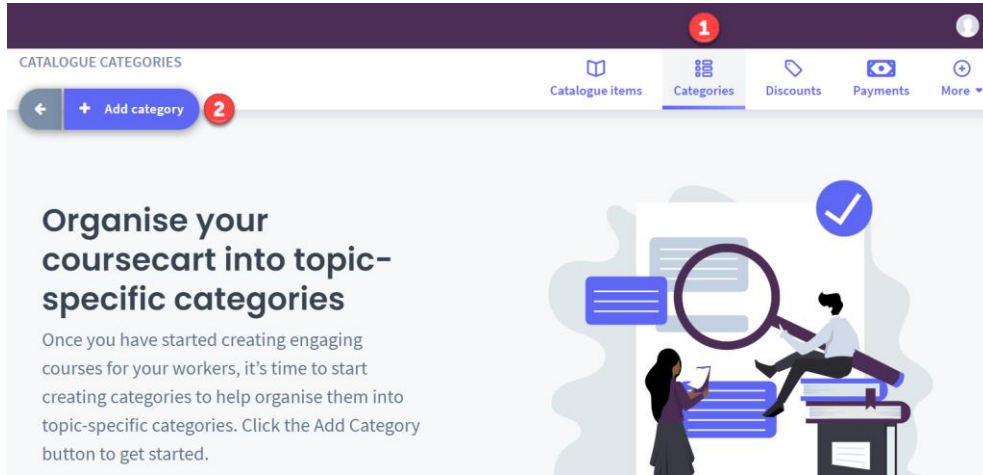 1
CATALOGUE CATEGORIES
Catalogue items
Categories
Discounts
Payments
More
+ Add category
2
Organise your
coursecart into topic-
specific categories
Once you have started creating engaging
courses for your workers, it’s time to start
creating categories to help organise them into
topic-specific categories. Click the Add Category
button to get started.